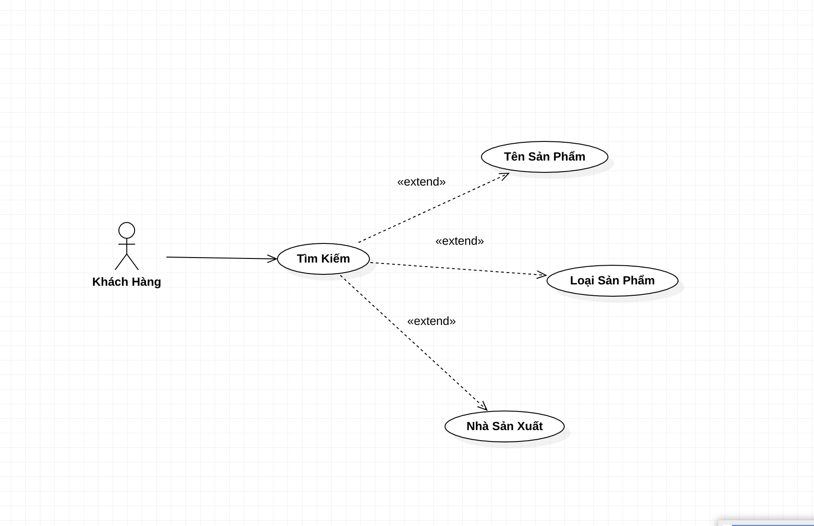 Tên Sản Phẩm
«extend»
«extend»
Tìm Kiếm
Loại Sản Phẩm
Khách Hàng
«extend»
Nhà Sản Xuất